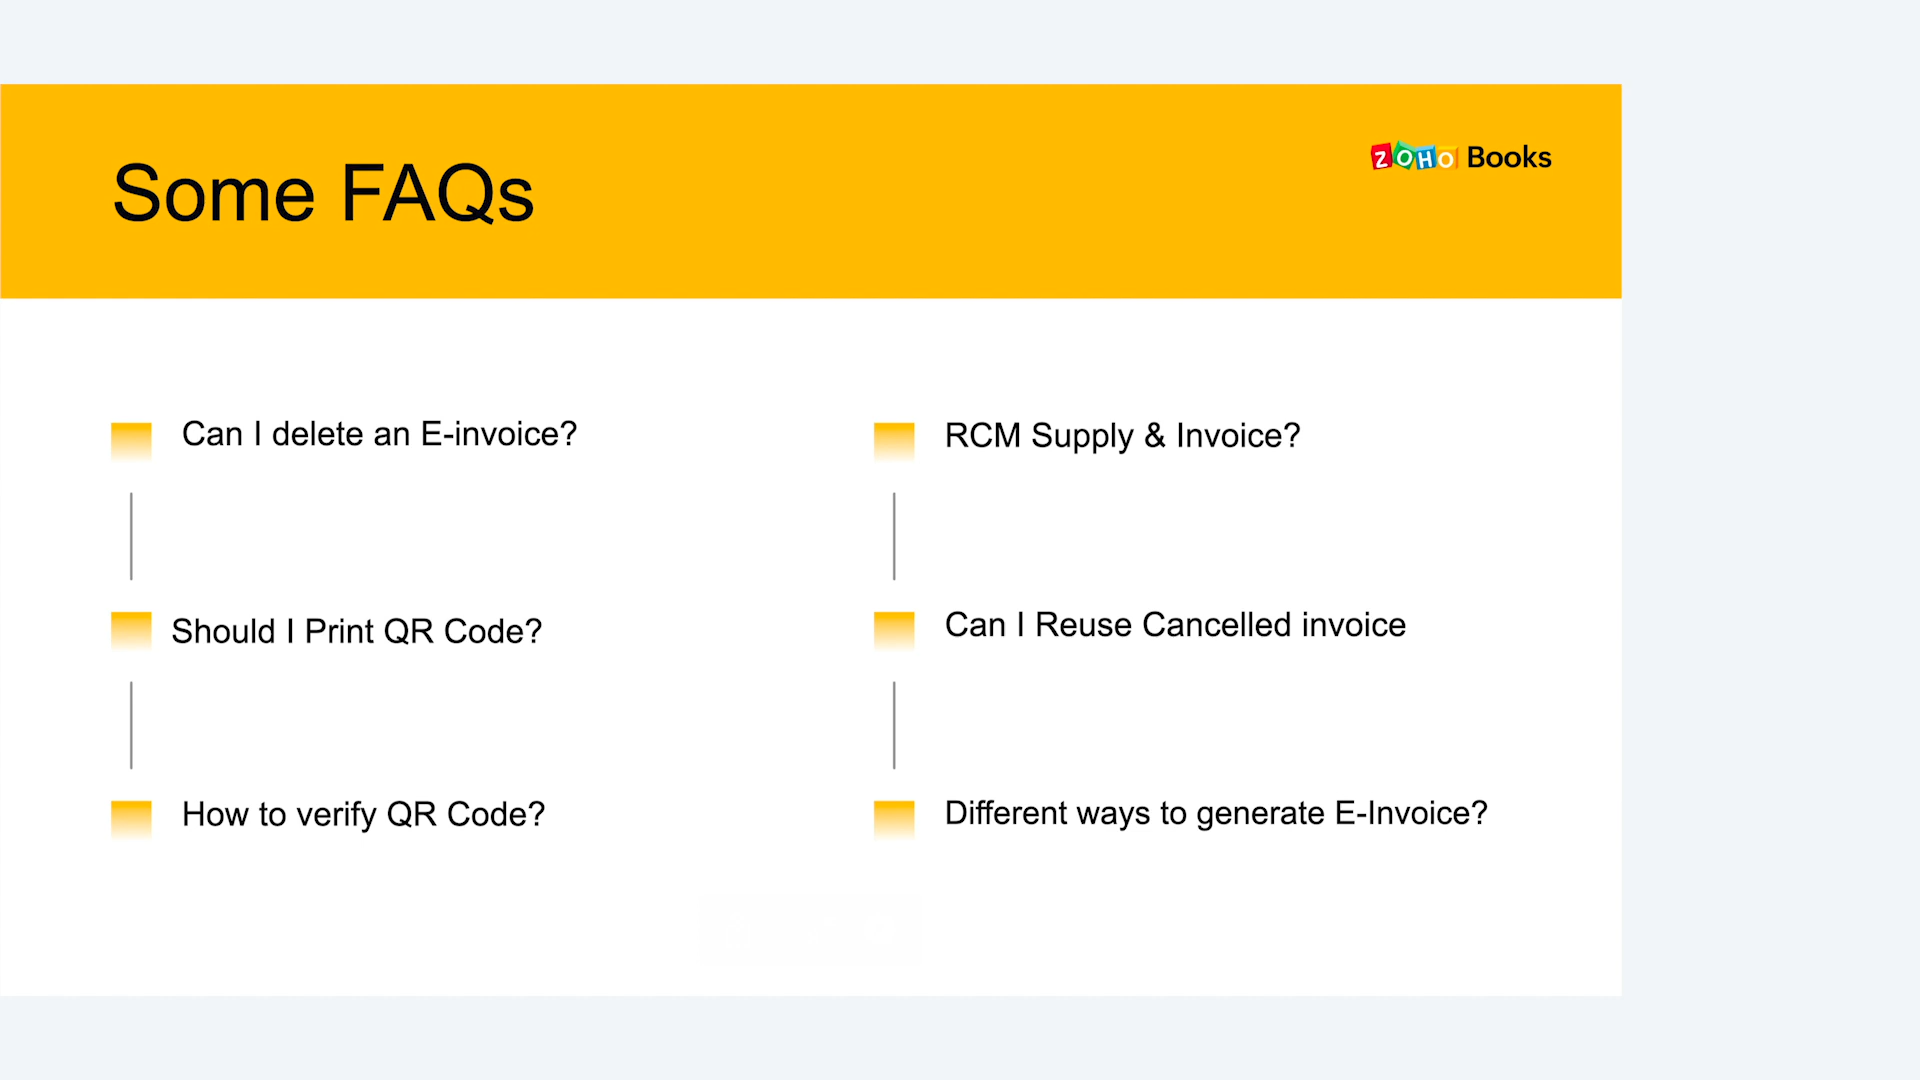 Some FAQs
ZOHO Books
Can I delete an E-invoice?
Should I Print QR Code?
How to verify QR Code?
RCM Supply & Invoice?
Can I Reuse Cancelled invoice
Different ways to generate E-Invoice?